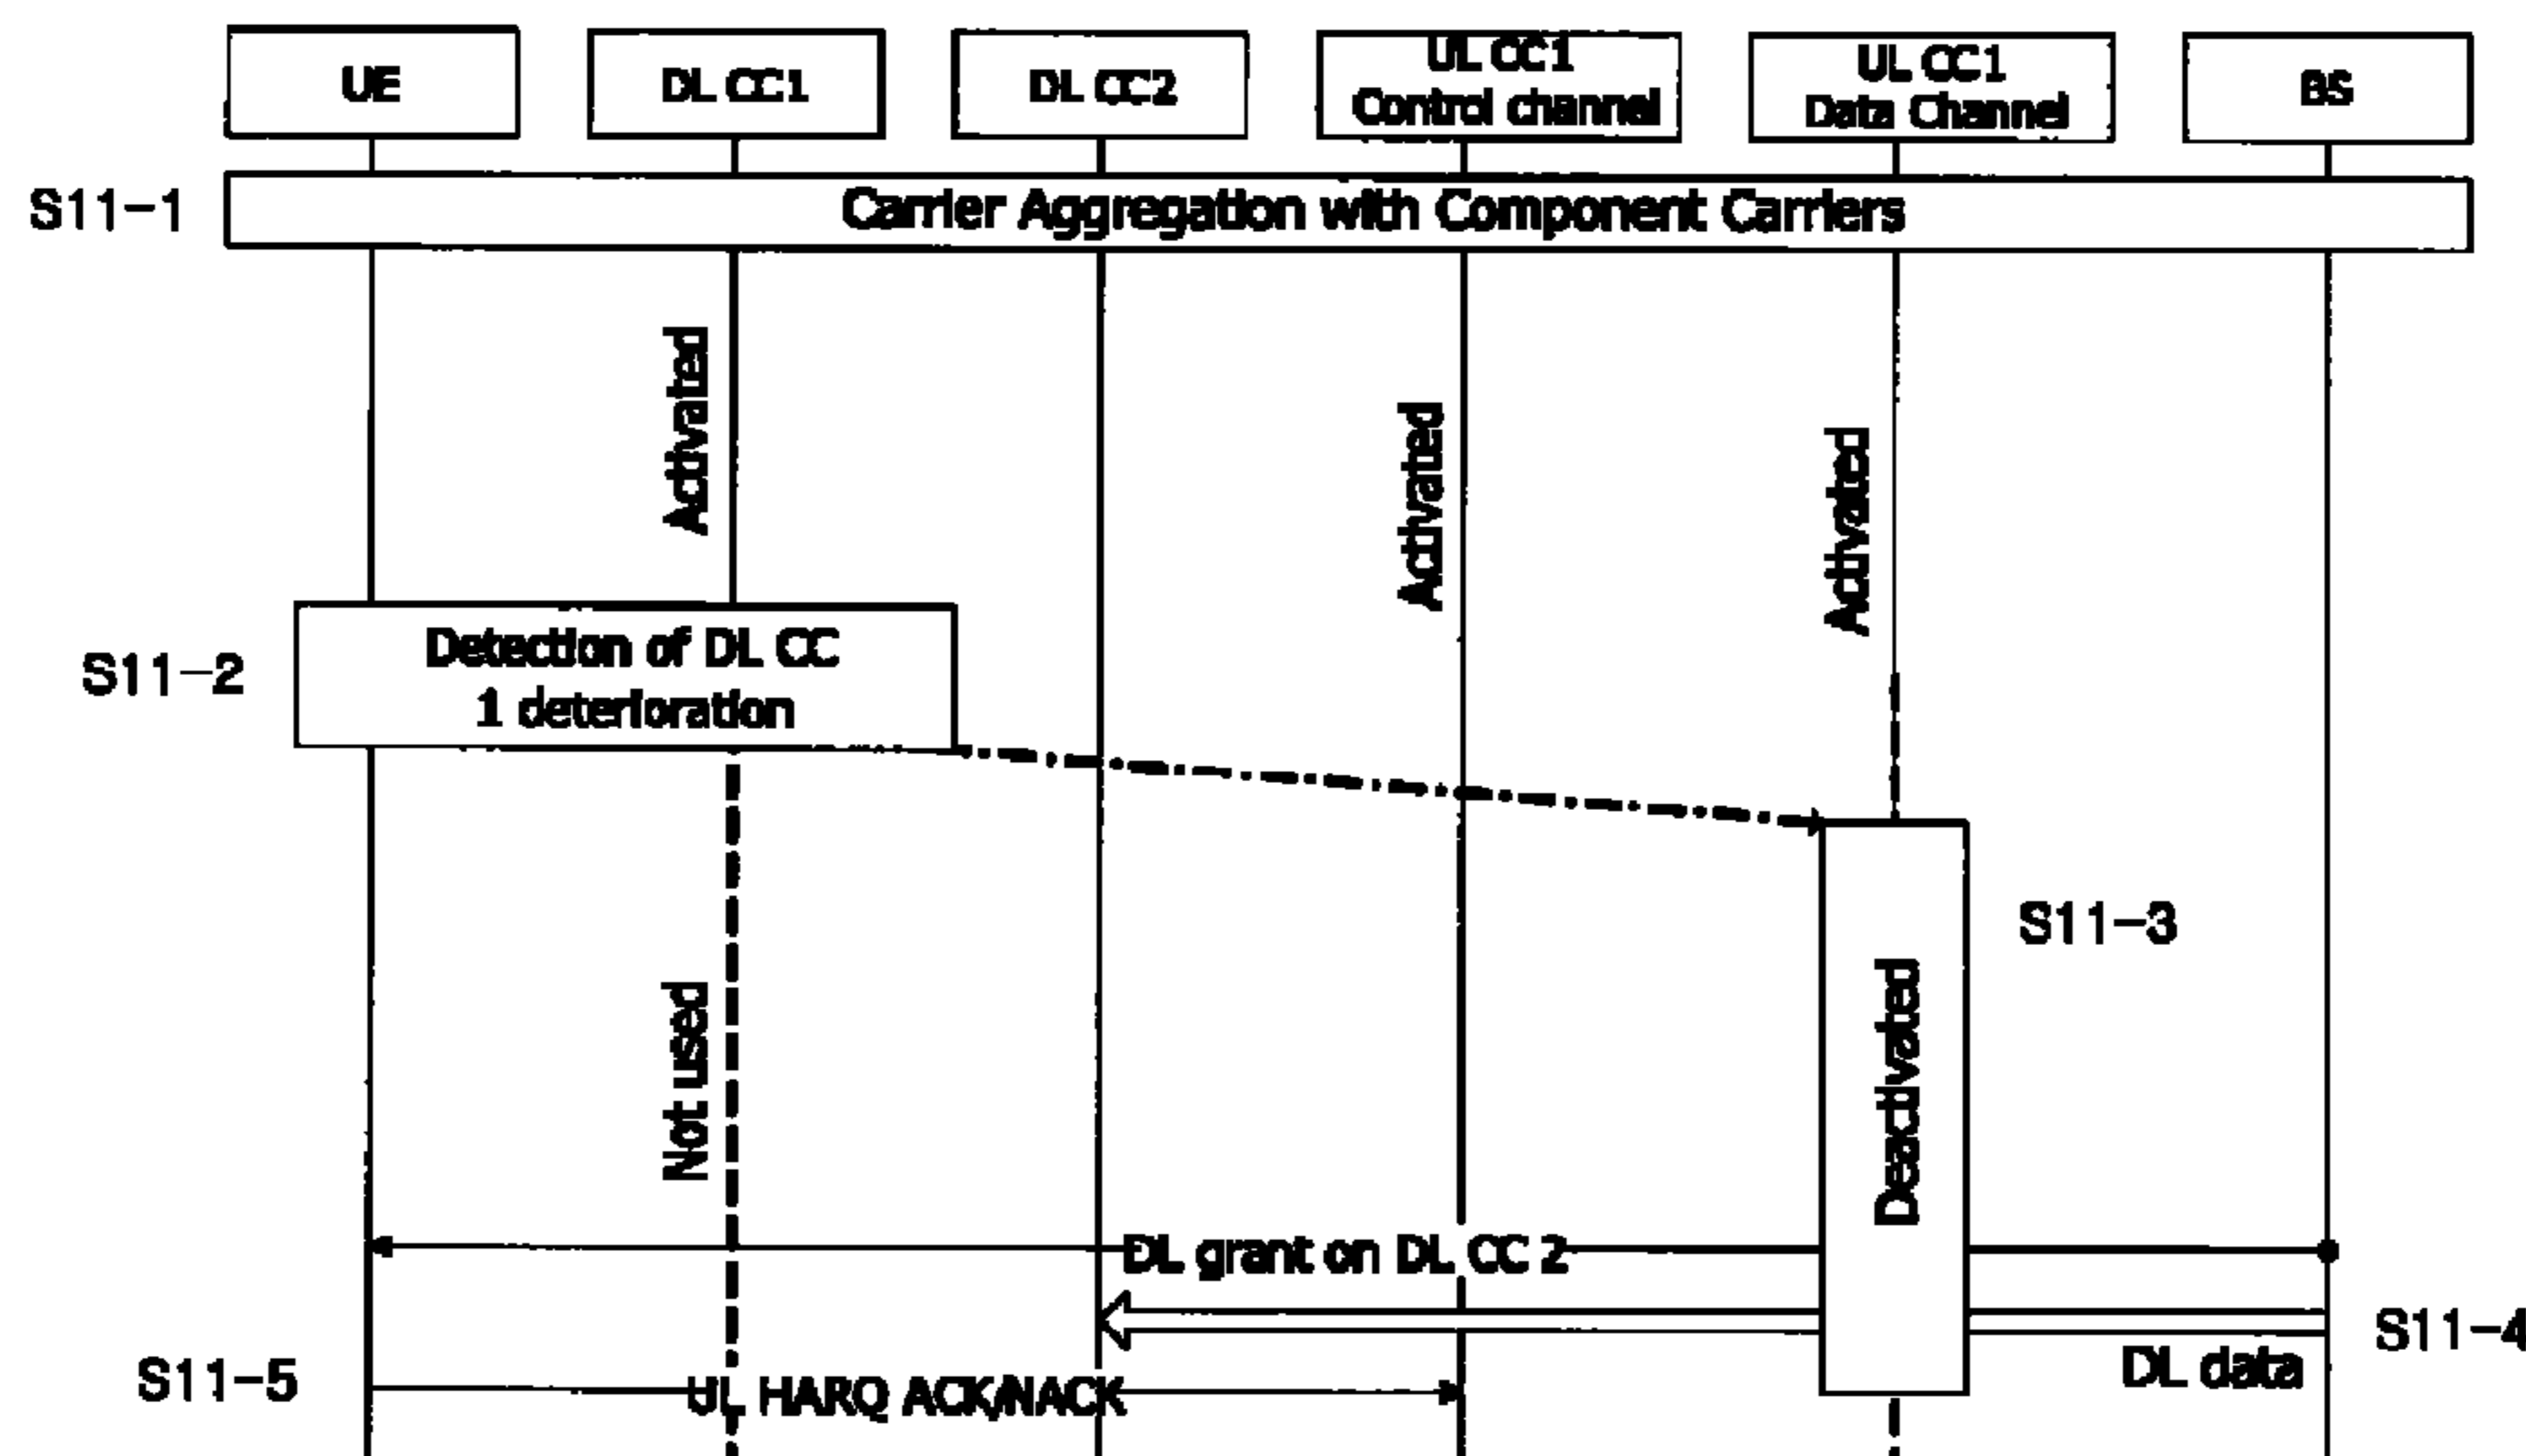 UE
DL CC1
DL CC2
UL CC1
Control channel
UL CC1
Data Channel
BS
S11-1
Carrier Aggregation with Component Carriers
Activated
Activated
Activated
S11-2
Detection of DL CC
1 deterioration
S11-3
Not used
Deactivated
DL grant on DL CC 2
S11-4
DL data
S11-5
UL HARQ ACK/NACK